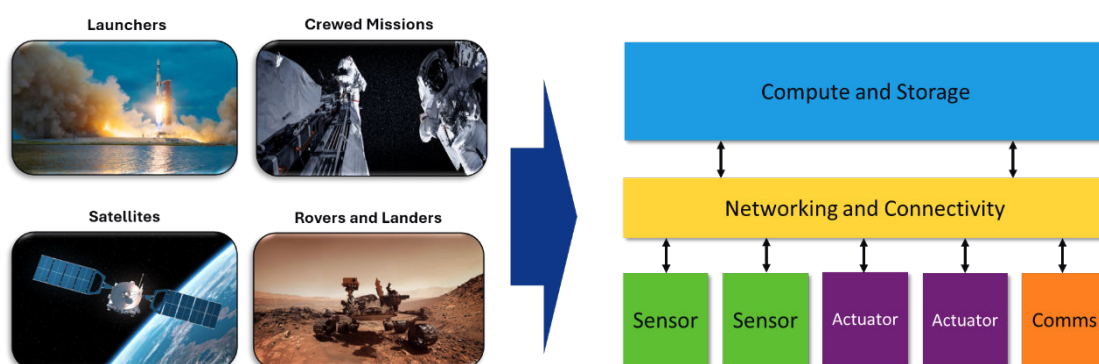 Launchers
Crewed Missions
Satellites
Rovers and Landers
Compute and Storage
Networking and Connectivity
Sensor
Sensor
Actuator
Actuator
Comms